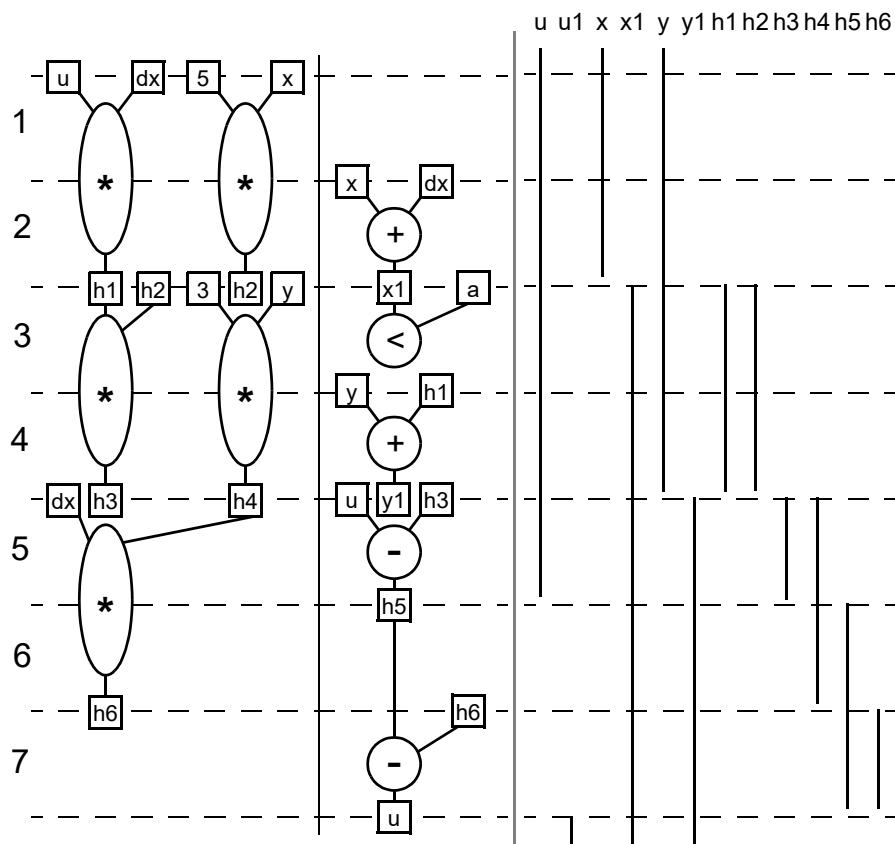 u u1 x x1 y y1 h1 h2 h3 h4 h5 h6
u dx 5 x
1
* * x dx
2 +
h1 h2 3 h2 y x1 a
3 <
* * y h1
4 +
dx h3 h4 u y1 h3
5 -
* h5
6
h6 h6
7 -
u